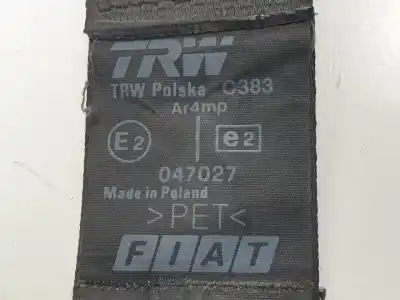 TRW
TRW Polska C383
Ar4mp
E2 e2
047027
Made in Poland
>PET<
FIAT